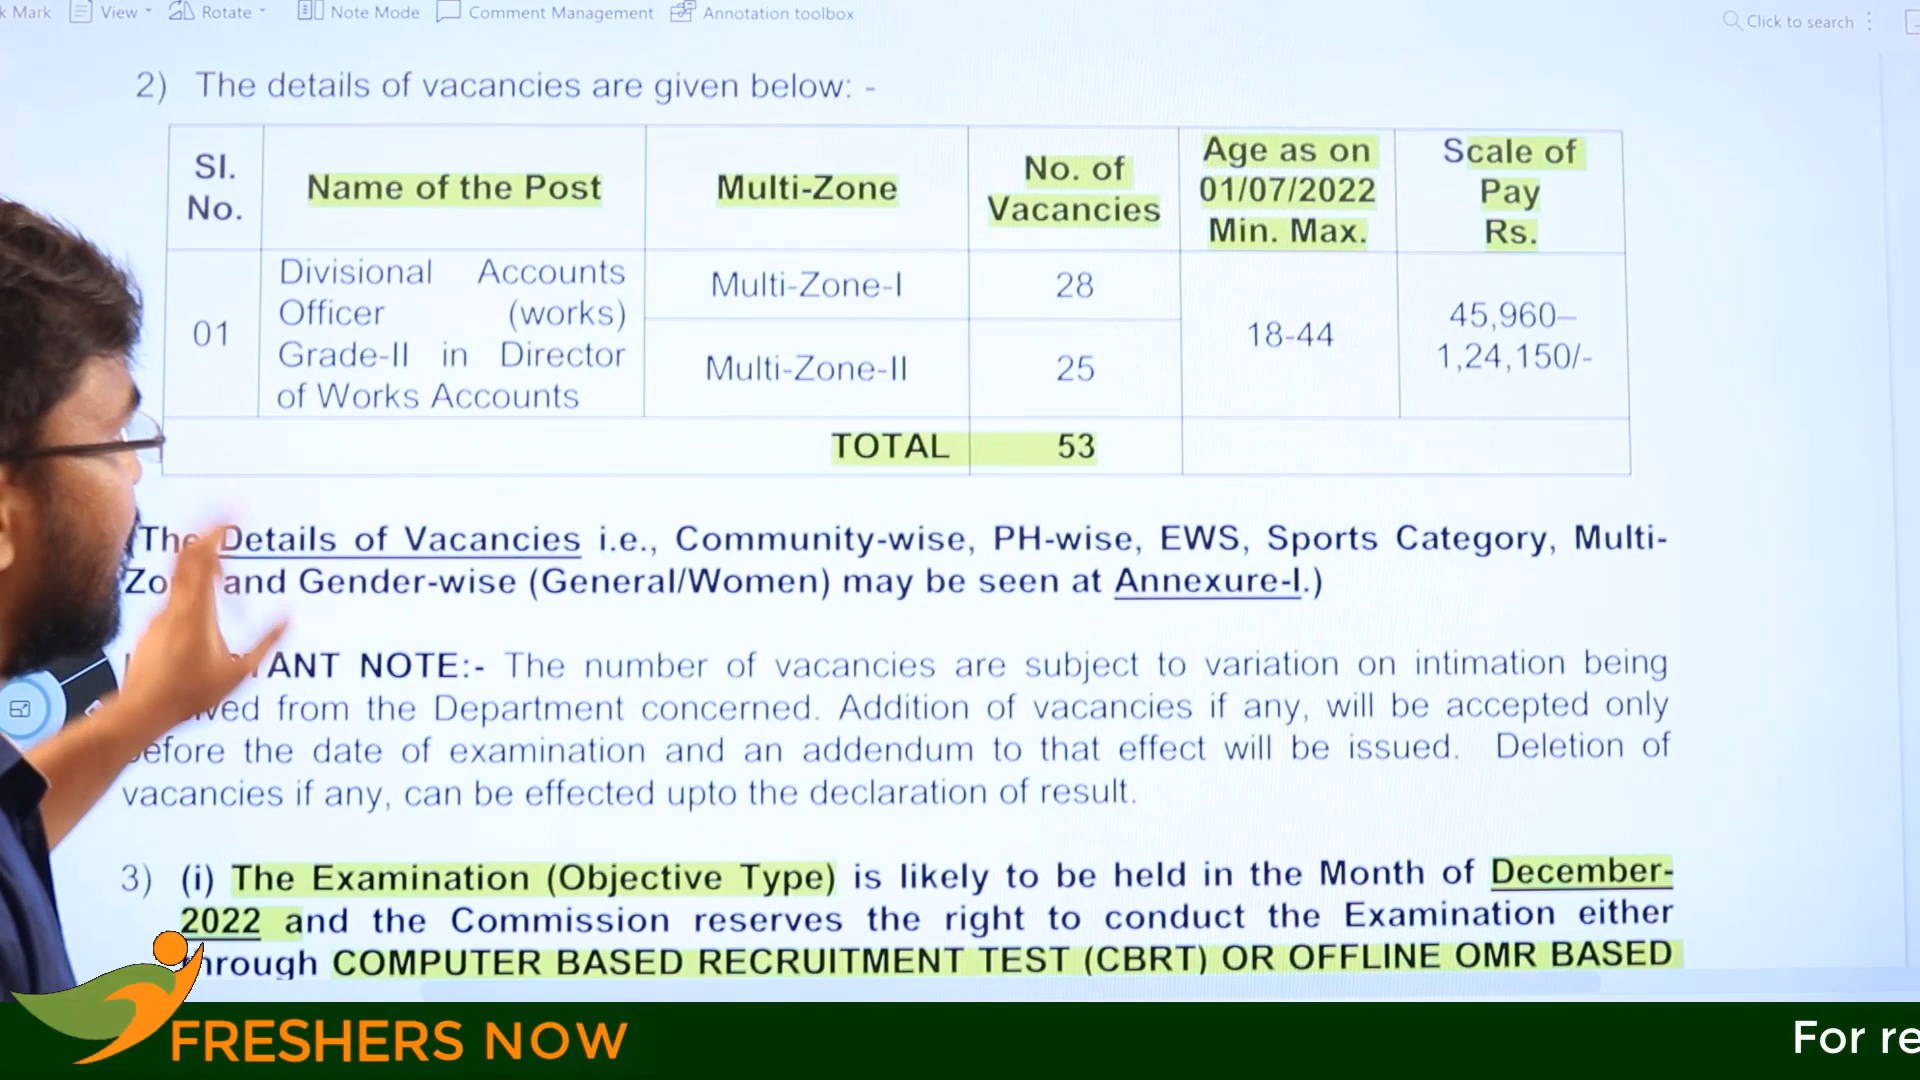 k Mark View Rotate Note Mode Comment Management Annotation toolbox Click to search
2) The details of vacancies are given below: -
Sl. No. Name of the Post Multi-Zone No. of Vacancies Age as on 01/07/2022 Min. Max. Scale of Pay Rs.
01 Divisional Accounts Officer (works) Grade-II in Director of Works Accounts Multi-Zone-I 28 18-44 45,960–1,24,150/-
Multi-Zone-II 25
TOTAL 53
(The Details of Vacancies i.e., Community-wise, PH-wise, EWS, Sports Category, Multi-
Zo and Gender-wise (General/Women) may be seen at Annexure-I.)
ANT NOTE:- The number of vacancies are subject to variation on intimation being
ved from the Department concerned. Addition of vacancies if any, will be accepted only
before the date of examination and an addendum to that effect will be issued. Deletion of
vacancies if any, can be effected upto the declaration of result.
3) (i) The Examination (Objective Type) is likely to be held in the Month of December-
2022 and the Commission reserves the right to conduct the Examination either
through COMPUTER BASED RECRUITMENT TEST (CBRT) OR OFFLINE OMR BASED
FRESHERS NOW
For re